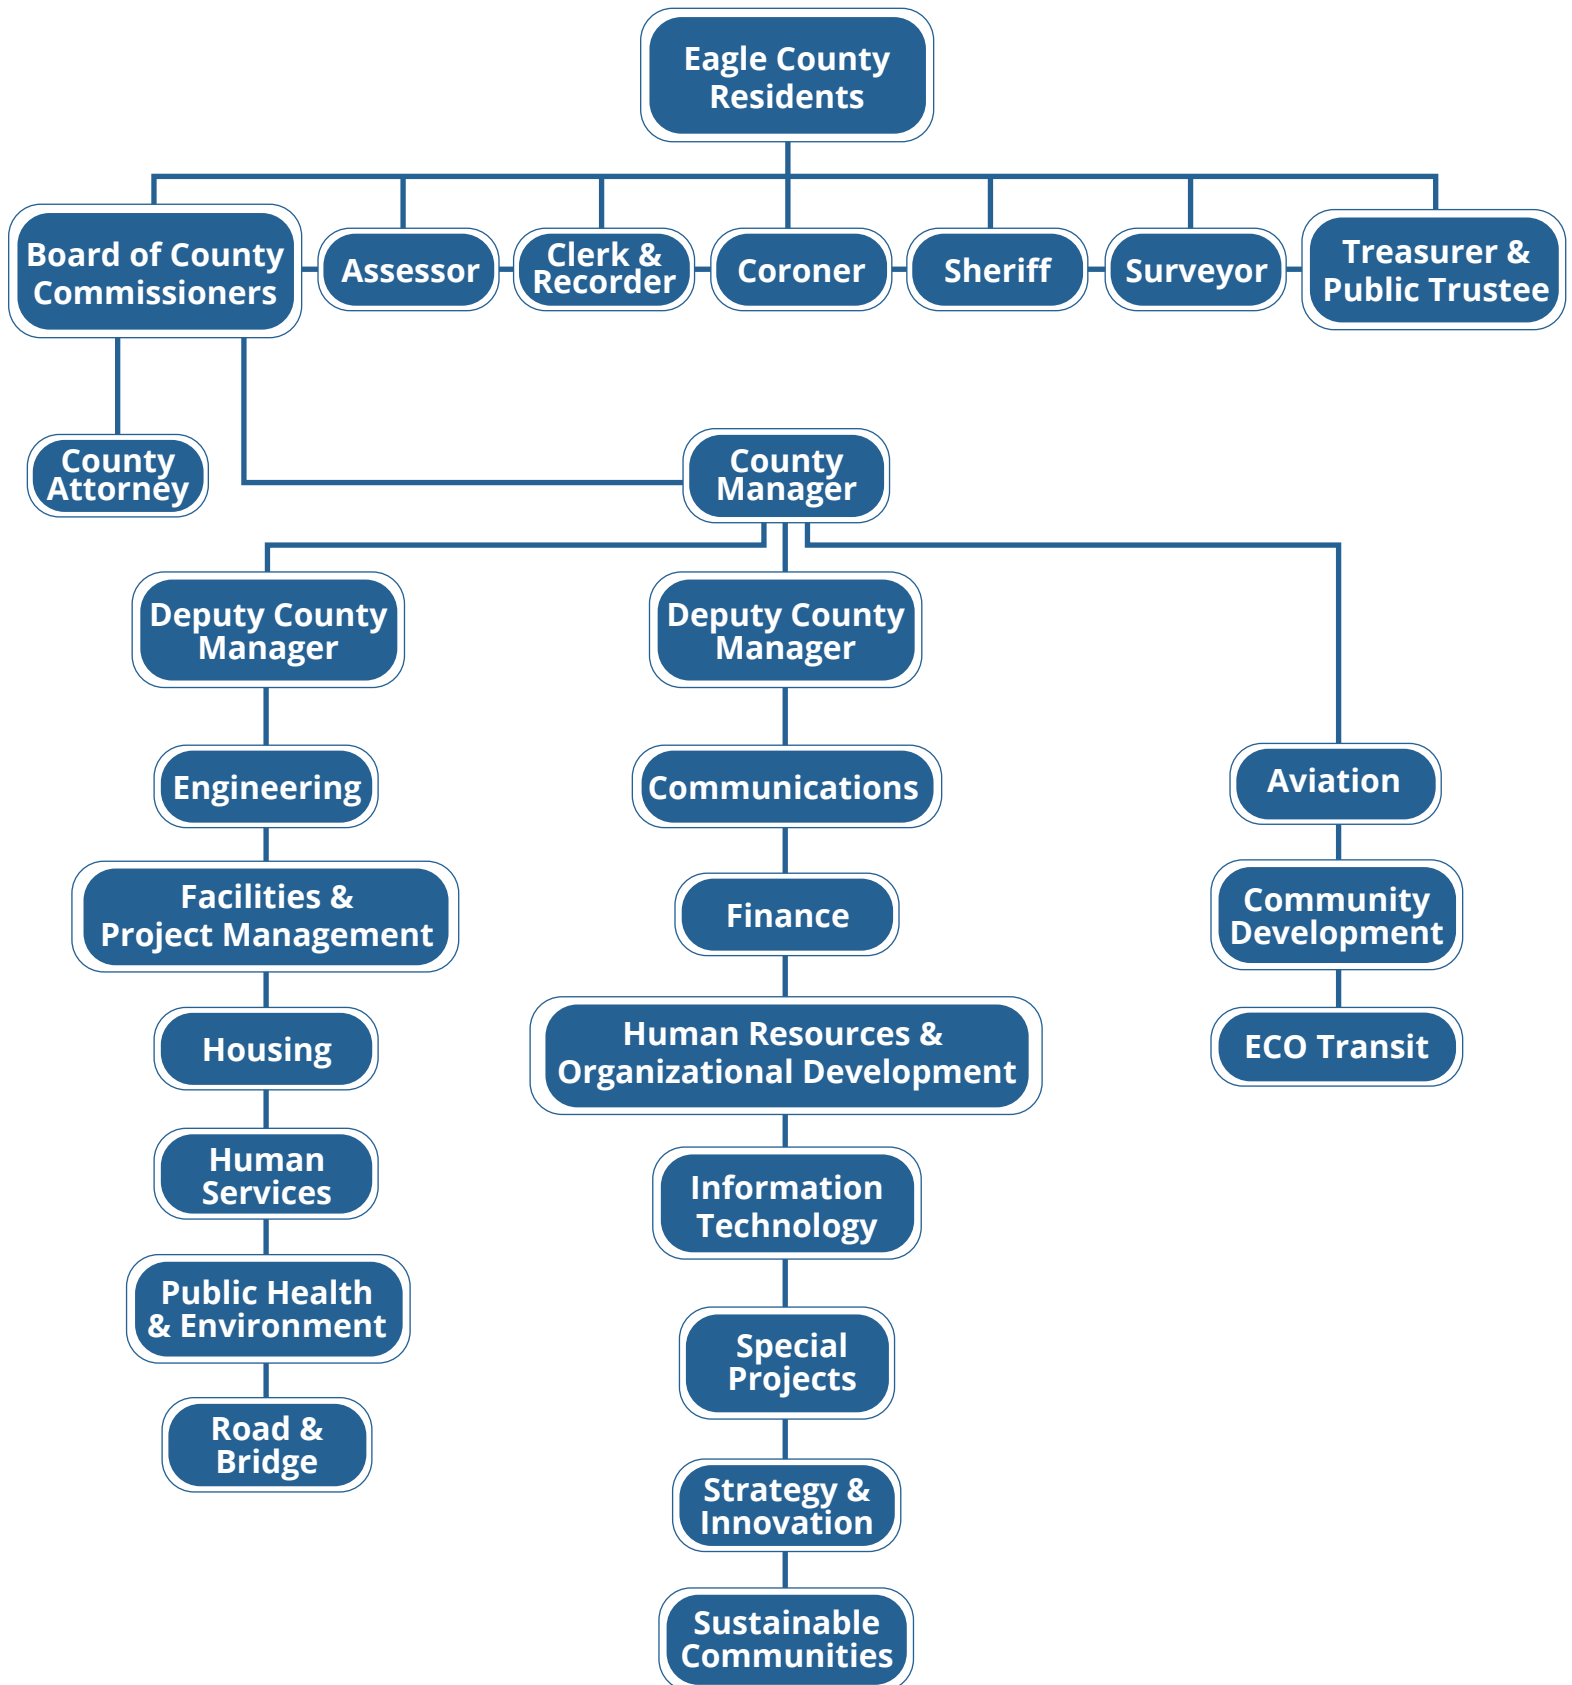 Eagle County
Residents
Board of County
Commissioners
Assessor
Clerk &
Recorder
Coroner
Sheriff
Surveyor
Treasurer &
Public Trustee
County
Attorney
County
Manager
Deputy County
Manager
Deputy County
Manager
Engineering
Facilities &
Project Management
Housing
Human
Services
Public Health
& Environment
Road &
Bridge
Communications
Finance
Human Resources &
Organizational Development
Information
Technology
Special
Projects
Strategy &
Innovation
Sustainable
Communities
Aviation
Community
Development
ECO Transit